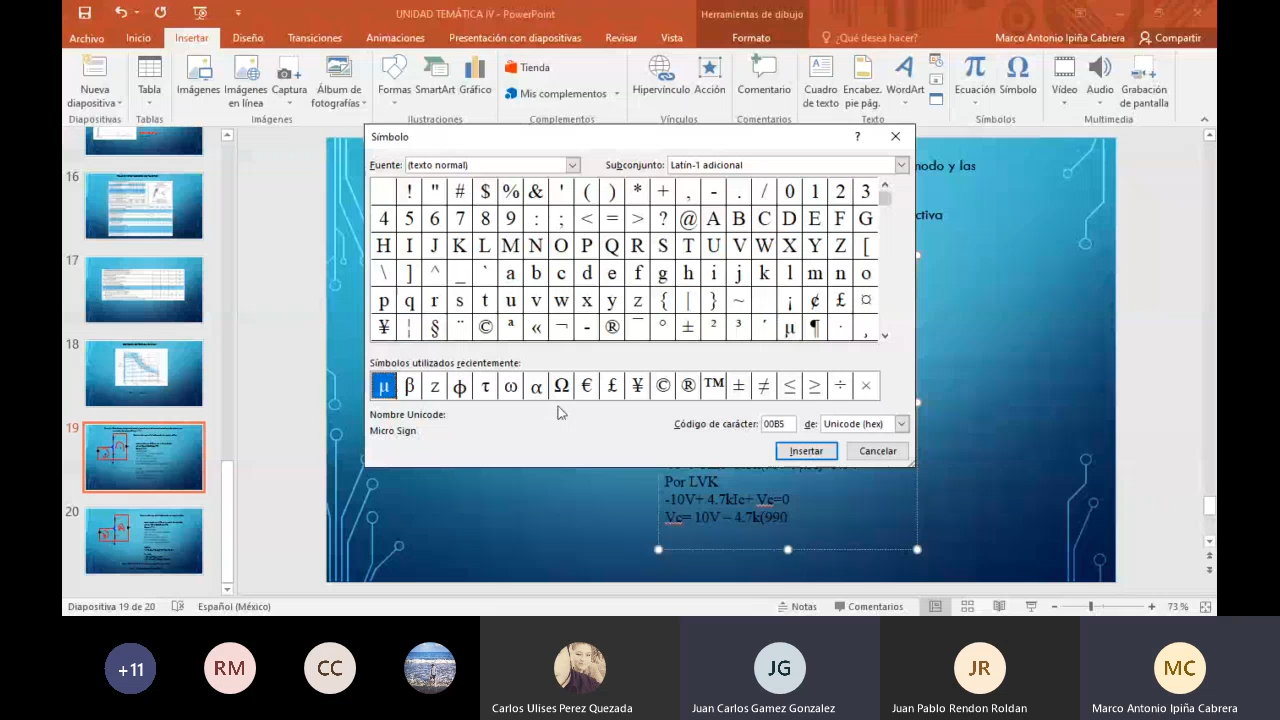 UNIDAD TEMÁTICA IV - PowerPoint
Herramientas de dibujo
Archivo Inicio Insertar Diseño Transiciones Animaciones Presentación con diapositivas Revisar Vista Formato ¿Qué desea hacer? Marco Antonio Ipiña Cabrera Compartir
Nueva diapositiva
Tabla
Imágenes
Imágenes en línea
Captura
Álbum de fotografías
Formas
SmartArt
Gráfico
Tienda
Mis complementos
Hipervínculo
Acción
Comentario
Cuadro de texto
Encabez. pie pág.
WordArt
Ecuación
Símbolo
Vídeo
Audio
Grabación de pantalla
Diapositivas Tablas Imágenes Ilustraciones Complementos Vínculos Comentarios Texto Símbolos Multimedia
16
17
18
19
20
modo y las
ctiva
Símbolo ?
Fuente: (texto normal) Subconjunto: Latín-1 adicional
! " # $ % & ' ( ) * + , - . / 0 1 2 3
4 5 6 7 8 9 : ; < = > ? @ A B C D E F G
H I J K L M N O P Q R S T U V W X Y Z [
\ ] ^ _ ` a b c d e f g h i j k l m n o
p q r s t u v w x y z { | } ~ ¡ ¢ £ ¤
¥ ¦ § ¨ © ª « ¬ - ® ¯ ° ± ² ³ ´ µ ¶ · ¸
Símbolos utilizados recientemente:
µ β z ф τ ω α Ω € £ ¥ © ® ™ ± ≠ ≤ ≥ ÷ ×
Nombre Unicode:
Micro Sign
Código de carácter: 00B5 de: Unicode (hex)
Insertar Cancelar
Por LVK
-10V+ 4.7kIc+ Vc=0
Vc= 10V – 4.7k(990
Diapositiva 19 de 20 Español (México) Notas Comentarios 73 %
+11 RM CC JG JR MC
Carlos Ulises Perez Quezada Juan Carlos Gamez Gonzalez Juan Pablo Rendon Roldan Marco Antonio Ipiña Cabrera